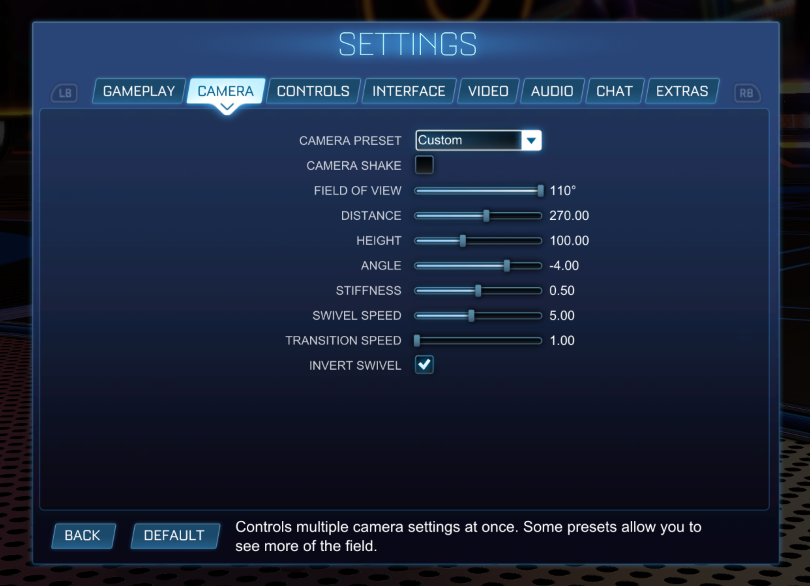 SETTINGS
LB GAMEPLAY CAMERA CONTROLS INTERFACE VIDEO AUDIO CHAT EXTRAS RB
CAMERA PRESET Custom
CAMERA SHAKE
FIELD OF VIEW 110°
DISTANCE 270.00
HEIGHT 100.00
ANGLE -4.00
STIFFNESS 0.50
SWIVEL SPEED 5.00
TRANSITION SPEED 1.00
INVERT SWIVEL
BACK DEFAULT Controls multiple camera settings at once. Some presets allow you to
see more of the field.